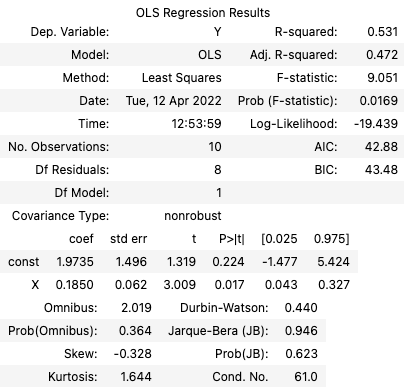 OLS Regression Results
Dep. Variable: Y R-squared: 0.531
Model: OLS Adj. R-squared: 0.472
Method: Least Squares F-statistic: 9.051
Date: Tue, 12 Apr 2022 Prob (F-statistic): 0.0169
Time: 12:53:59 Log-Likelihood: -19.439
No. Observations: 10 AIC: 42.88
Df Residuals: 8 BIC: 43.48
Df Model: 1
Covariance Type: nonrobust
coef std err t P>|t| [0.025 0.975]
const 1.9735 1.496 1.319 0.224 -1.477 5.424
X 0.1850 0.062 3.009 0.017 0.043 0.327
Omnibus: 2.019 Durbin-Watson: 0.440
Prob(Omnibus): 0.364 Jarque-Bera (JB): 0.946
Skew: -0.328 Prob(JB): 0.623
Kurtosis: 1.644 Cond. No. 61.0